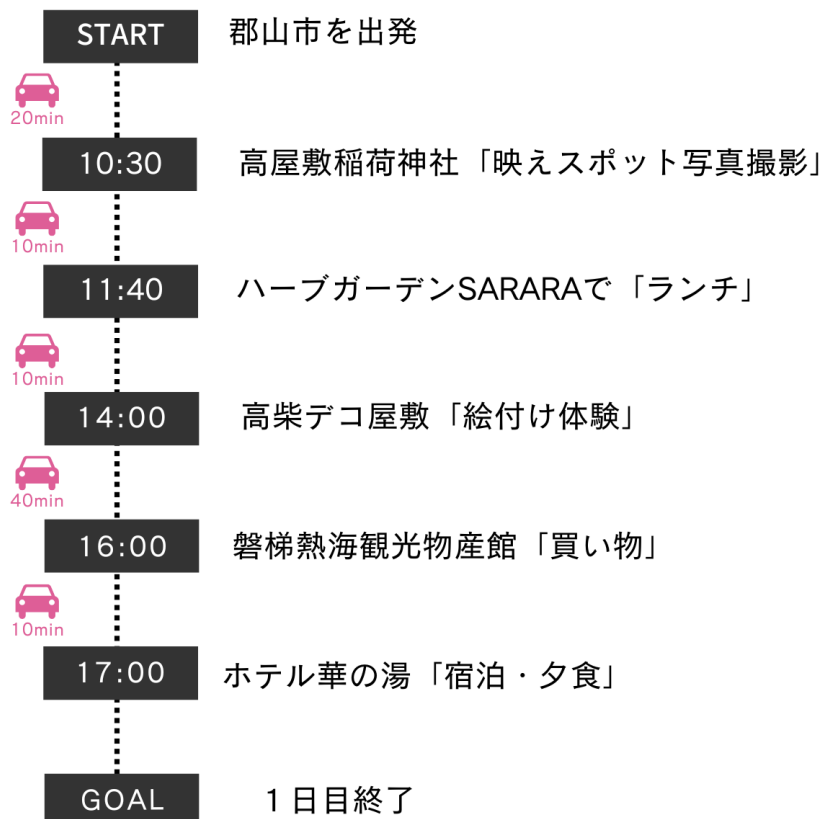 START 郡山市を出発
20min
10:30 高屋敷稲荷神社「映えスポット写真撮影」
10min
11:40 ハーブガーデンSARARAで「ランチ」
10min
14:00 高柴デコ屋敷「絵付け体験」
40min
16:00 磐梯熱海観光物産館「買い物」
10min
17:00 ホテル華の湯「宿泊・夕食」
GOAL 1日目終了